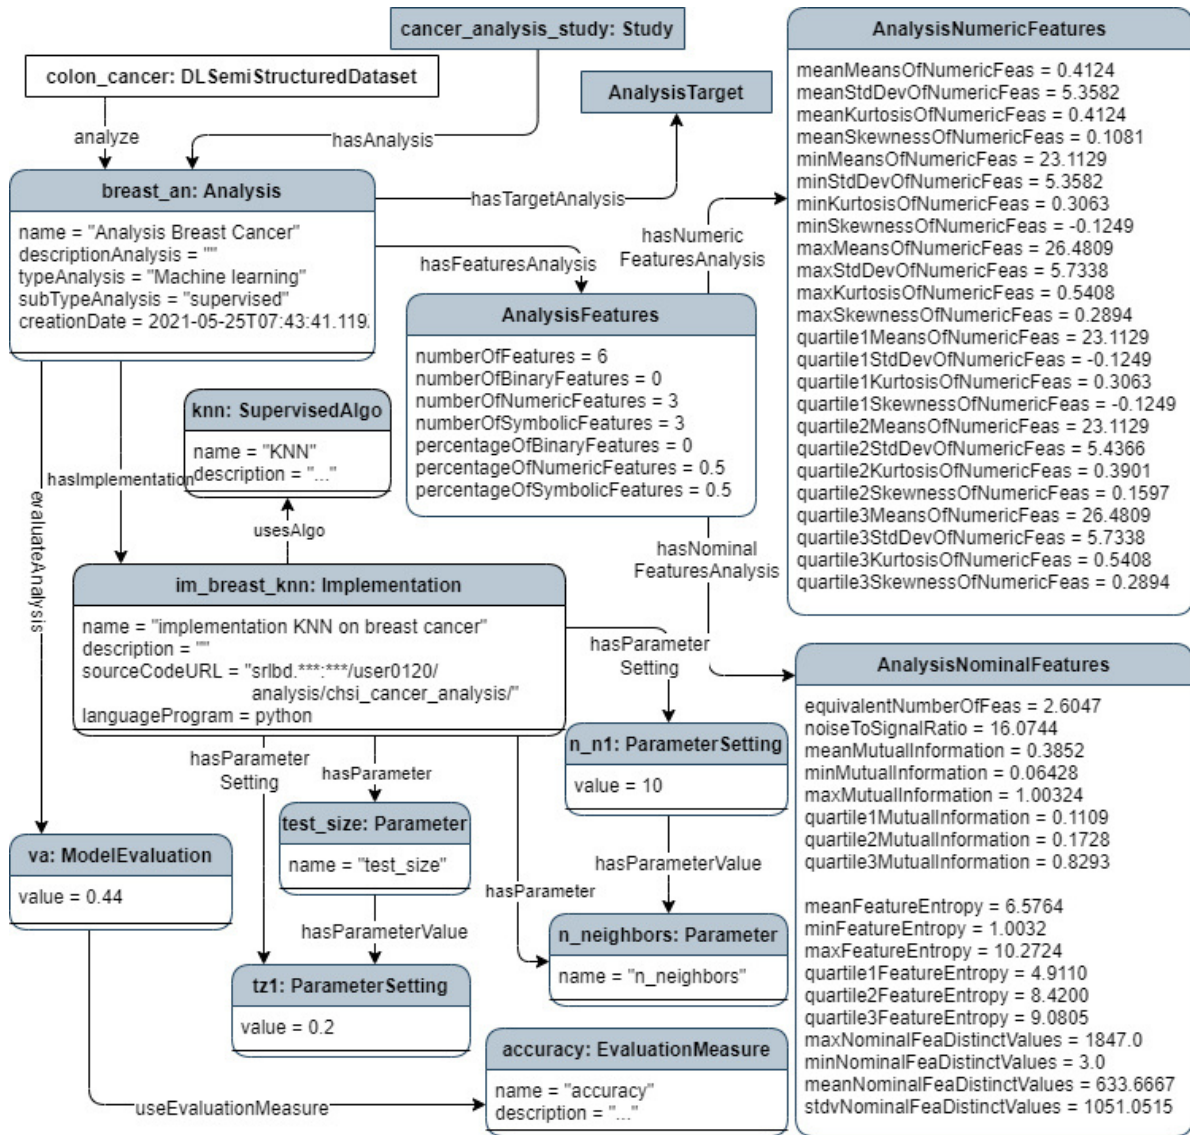 cancer_analysis_study: Study
colon_cancer: DLSemiStructuredDataset
analyze
hasAnalysis
AnalysisTarget
hasTargetAnalysis
breast_an: Analysis
name = "Analysis Breast Cancer"
descriptionAnalysis = ""
typeAnalysis = "Machine learning"
subTypeAnalysis = "supervised"
creationDate = 2021-05-25T07:43:41.119
hasFeaturesAnalysis
hasNumeric
FeaturesAnalysis
AnalysisFeatures
numberOfFeatures = 6
numberOfBinaryFeatures = 0
numberOfNumericFeatures = 3
numberOfSymbolicFeatures = 3
percentageOfBinaryFeatures = 0
percentageOfNumericFeatures = 0.5
percentageOfSymbolicFeatures = 0.5
hasNominal
FeaturesAnalysis
AnalysisNumericFeatures
meanMeansOfNumericFeas = 0.4124
meanStdDevOfNumericFeas = 5.3582
meanKurtosisOfNumericFeas = 0.4124
meanSkewnessOfNumericFeas = 0.1081
minMeansOfNumericFeas = 23.1129
minStdDevOfNumericFeas = 5.3582
minKurtosisOfNumericFeas = 0.3063
minSkewnessOfNumericFeas = -0.1249
maxMeansOfNumericFeas = 26.4809
maxStdDevOfNumericFeas = 5.7338
maxKurtosisOfNumericFeas = 0.5408
maxSkewnessOfNumericFeas = 0.2894
quartile1MeansOfNumericFeas = 23.1129
quartile1StdDevOfNumericFeas = -0.1249
quartile1KurtosisOfNumericFeas = 0.3063
quartile1SkewnessOfNumericFeas = -0.1249
quartile2MeansOfNumericFeas = 23.1129
quartile2StdDevOfNumericFeas = 5.4366
quartile2KurtosisOfNumericFeas = 0.3901
quartile2SkewnessOfNumericFeas = 0.1597
quartile3MeansOfNumericFeas = 26.4809
quartile3StdDevOfNumericFeas = 5.7338
quartile3KurtosisOfNumericFeas = 0.5408
quartile3SkewnessOfNumericFeas = 0.2894
knn: SupervisedAlgo
name = "KNN"
description = "..."
hasImplementation
evaluateAnalysis
usesAlgo
im_breast_knn: Implementation
name = "implementation KNN on breast cancer"
description = ""
sourceCodeURL = "srlbd.***:***/user0120/
analysis/chsi_cancer_analysis/"
languageProgram = python
hasParameter
Setting
n_n1: ParameterSetting
value = 10
hasParameter
Setting
hasParameter
test_size: Parameter
name = "test_size"
hasParameterValue
hasParameter
hasParameterValue
va: ModelEvaluation
value = 0.44
tz1: ParameterSetting
value = 0.2
n_neighbors: Parameter
name = "n_neighbors"
useEvaluationMeasure
accuracy: EvaluationMeasure
name = "accuracy"
description = "..."
AnalysisNominalFeatures
equivalentNumberOfFeas = 2.6047
noiseToSignalRatio = 16.0744
meanMutualInformation = 0.3852
minMutualInformation = 0.06428
maxMutualInformation = 1.00324
quartile1MutualInformation = 0.1109
quartile2MutualInformation = 0.1728
quartile3MutualInformation = 0.8293
meanFeatureEntropy = 6.5764
minFeatureEntropy = 1.0032
maxFeatureEntropy = 10.2724
quartile1FeatureEntropy = 4.9110
quartile2FeatureEntropy = 8.4200
quartile3FeatureEntropy = 9.0805
maxNominalFeaDistinctValues = 1847.0
minNominalFeaDistinctValues = 3.0
meanNominalFeaDistinctValues = 633.6667
stdvNominalFeaDistinctValues = 1051.0515